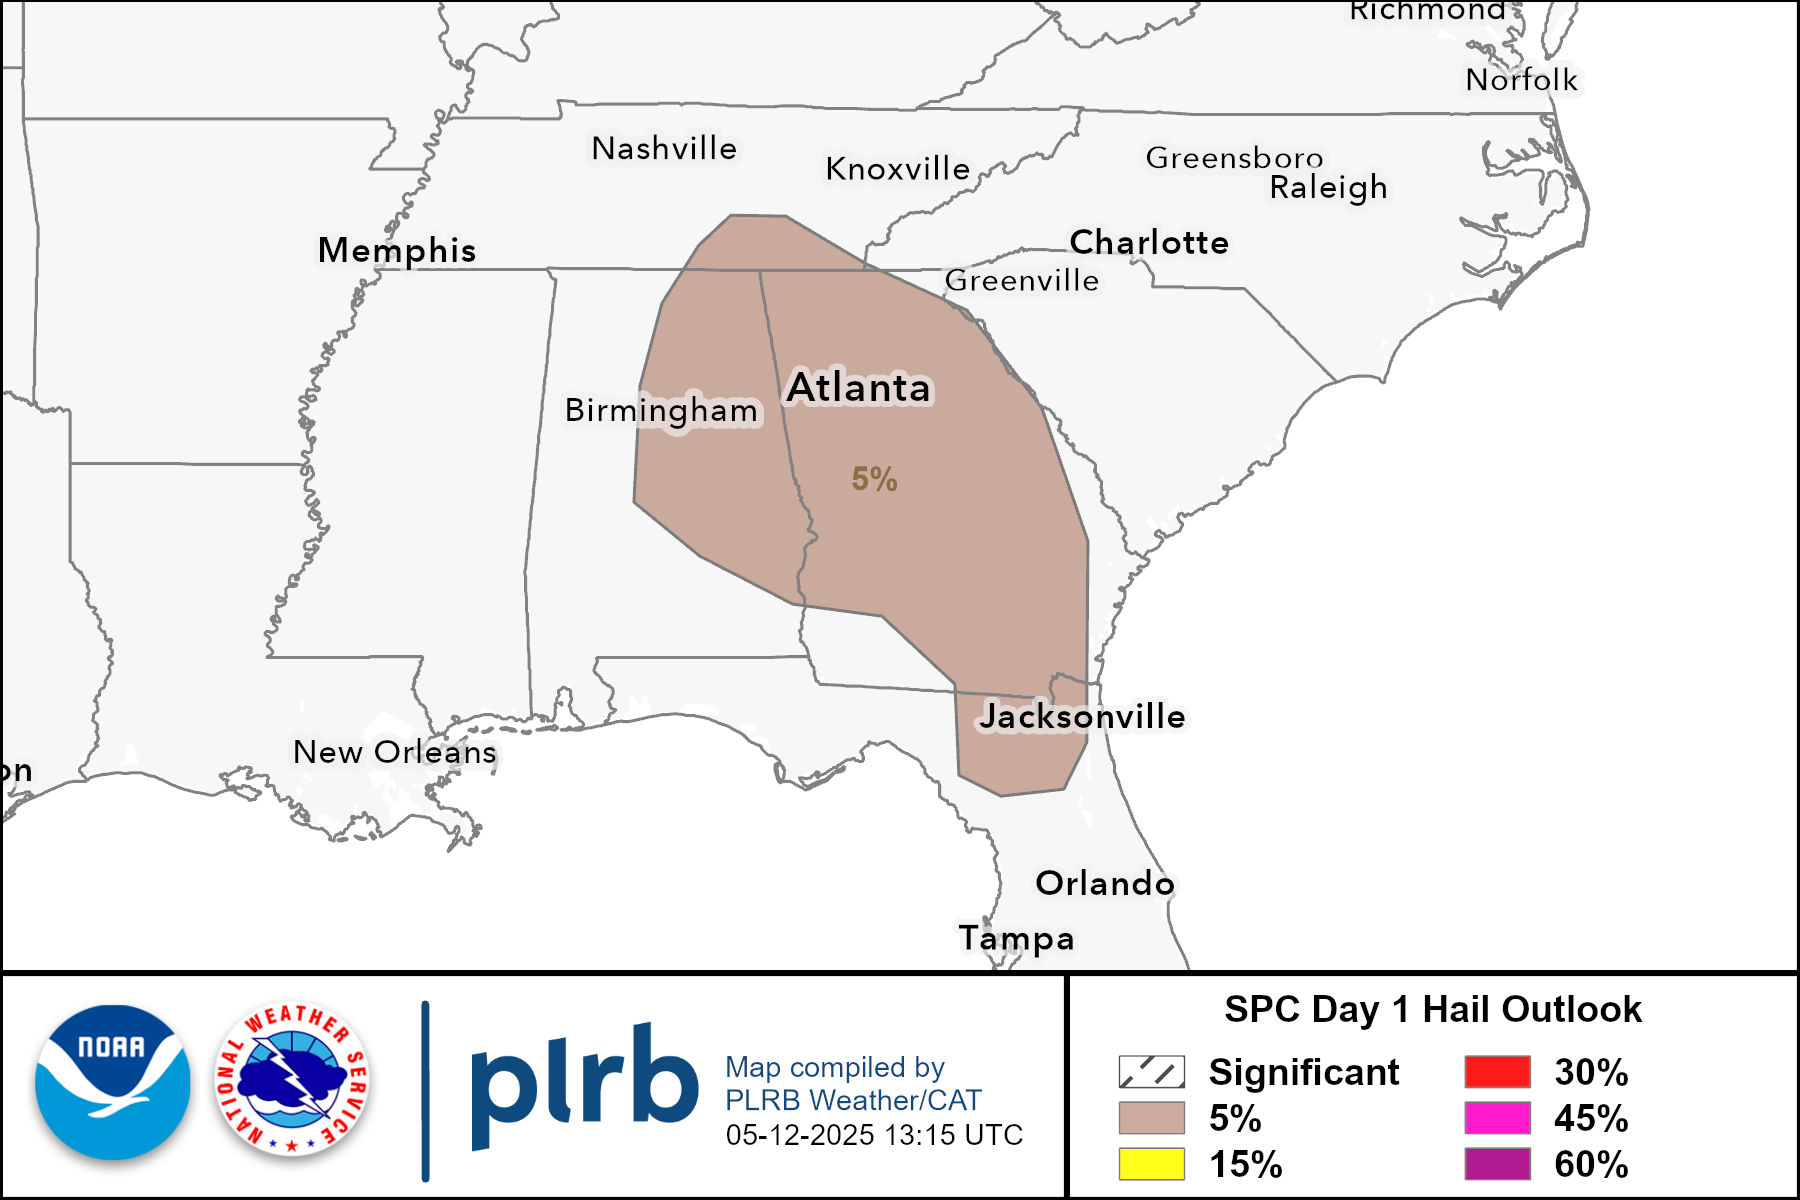 Richmond
Norfolk
Nashville
Knoxville
Greensboro
Raleigh
Memphis
Charlotte
Greenville
Atlanta
Birmingham
5%
Jacksonville
New Orleans
on
Orlando
Tampa
NOAA
NATIONAL WEATHER SERVICE
plrb
Map compiled by
PLRB Weather/CAT
05-12-2025 13:15 UTC
SPC Day 1 Hail Outlook
Significant
5%
15%
30%
45%
60%